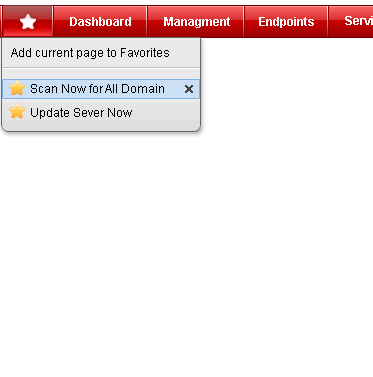 Dashboard Managment Endpoints Servi
Add current page to Favorites
Scan Now for All Domain
Update Sever Now